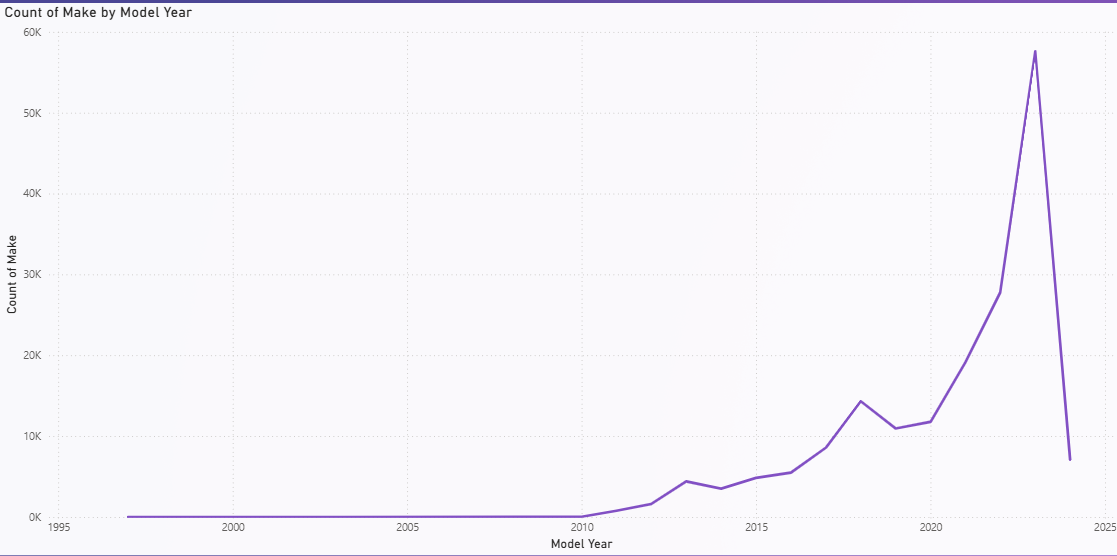 Count of Make by Model Year
60K
50K
40K
30K
20K
10K
0K
Count of Make
1995 2000 2005 2010 2015 2020 2025
Model Year